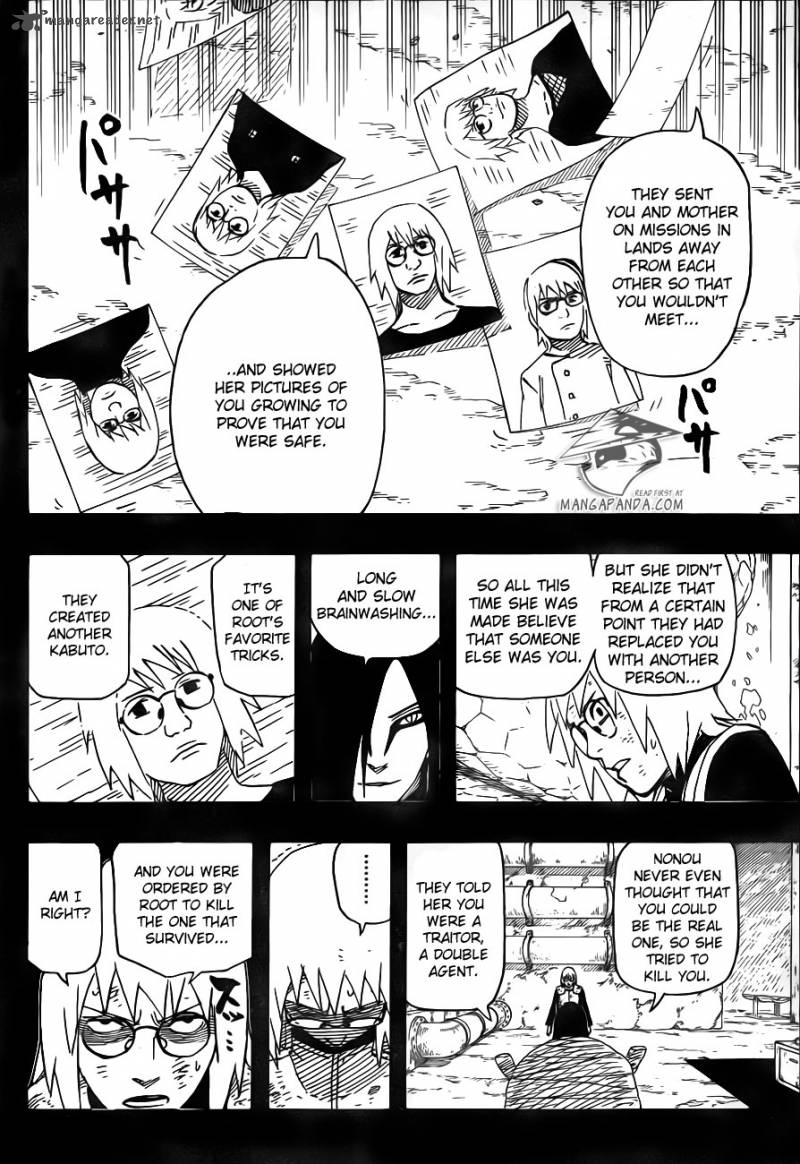 mangareader.net
THEY SENT
YOU AND MOTHER
ON MISSIONS IN
LANDS AWAY
FROM EACH
OTHER SO THAT
YOU WOULDN'T
MEET...
パササ
..AND SHOWED
HER PICTURES OF
YOU GROWING TO
PROVE THAT YOU
WERE SAFE.
パサ
READ FIRST AT
MANGAPANDA.COM
BUT SHE DIDN'T
REALIZE THAT
FROM A CERTAIN
POINT THEY HAD
REPLACED YOU
WITH ANOTHER
PERSON...
SO ALL THIS
TIME SHE WAS
MADE BELIEVE
THAT SOMEONE
ELSE WAS YOU.
LONG
AND SLOW
BRAINWASHING...
IT'S
ONE OF
ROOT'S
FAVORITE
TRICKS.
THEY
CREATED
ANOTHER
KABUTO.
NONOU
NEVER EVEN
THOUGHT THAT
YOU COULD
BE THE REAL
ONE, SO SHE
TRIED TO
KILL YOU.
THEY TOLD
HER YOU
WERE A
TRAITOR,
A DOUBLE
AGENT.
......
AND YOU WERE
ORDERED BY
ROOT TO KILL
THE ONE THAT
SURVIVED...
AM I
RIGHT?
ズッ...